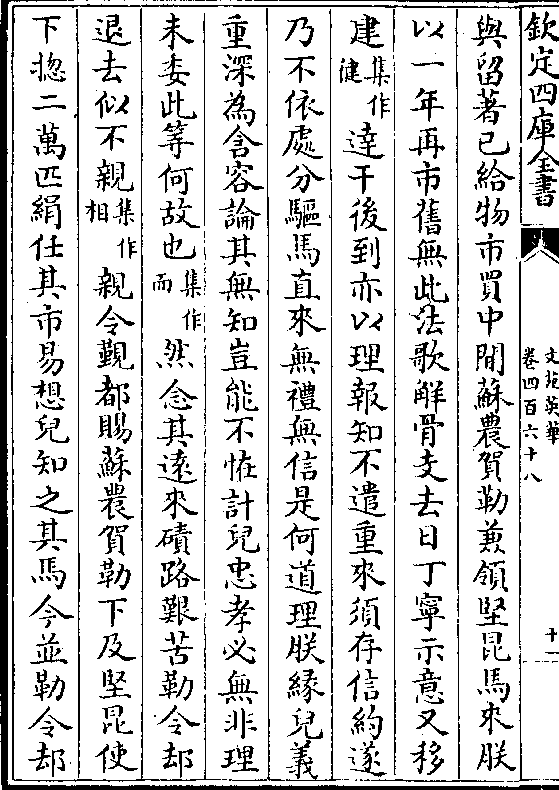 欽定四庫全書
文苑英華
卷四百六十八
十一
與留著已給物市買中間蘇農賀勒兼領堅昆馬來朕
以一年再市舊無此法歌解骨支去日丁寧示意又移
建集作健達干後到亦以理報知不遣重來須存信約遂
乃不依處分驅馬直來無禮無信是何道理朕緣兒義
重深為含容論其無知豈能不恠計兒忠孝必無非理
未委此等何故也集作而然念其遠來磧路艱苦勒令却
退去似不親集作相親令觀都賜蘇農賀勒下及堅昆使
下揔二萬匹絹任其市易想兒知之其馬今並勒令却